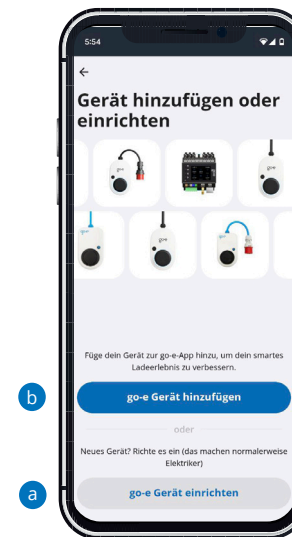 5:54
Gerät hinzufügen oder
einrichten
Füge dein Gerät zur go-e-App hinzu, um dein smartes
Ladeerlebnis zu verbessern.
b
go-e Gerät hinzufügen
oder
Neues Gerät? Richte es ein (das machen normalerweise
Elektriker)
a
go-e Gerät einrichten